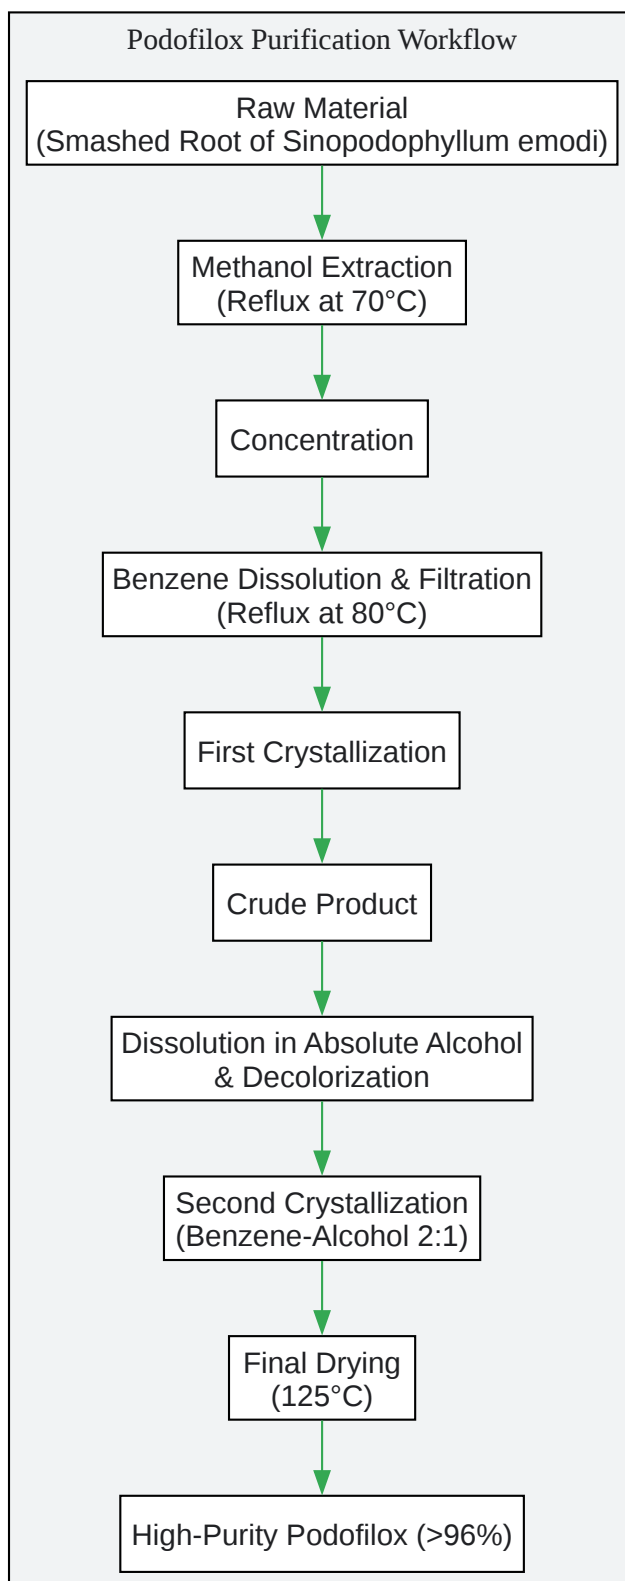 Podofilox Purification Workflow
Raw Material
(Smashed Root of Sinopodophyllum emodi)
Methanol Extraction
(Reflux at 70°C)
Concentration
Benzene Dissolution & Filtration
(Reflux at 80°C)
First Crystallization
Crude Product
Dissolution in Absolute Alcohol
& Decolorization
Second Crystallization
(Benzene-Alcohol 2:1)
Final Drying
(125°C)
High-Purity Podofilox (>96%)